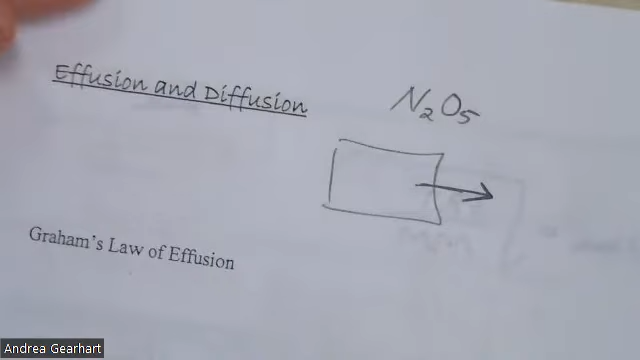 Effusion and Diffusion
N₂O₅
Graham's Law of Effusion
Andrea Gearhart